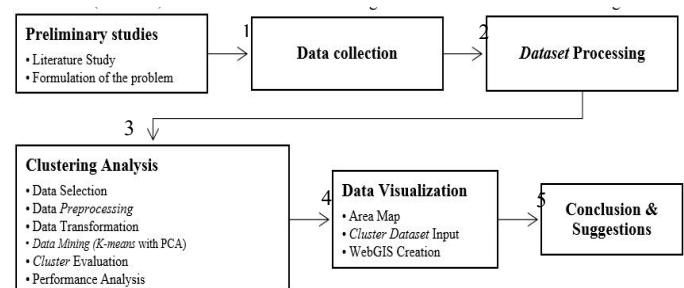 Preliminary studies
• Literature Study
• Formulation of the problem
1
Data collection
2
Dataset Processing
3
Clustering Analysis
• Data Selection
• Data Preprocessing
• Data Transformation
• Data Mining (K-means with PCA)
• Cluster Evaluation
• Performance Analysis
4
Data Visualization
• Area Map
• Cluster Dataset Input
• WebGIS Creation
5
Conclusion &
Suggestions